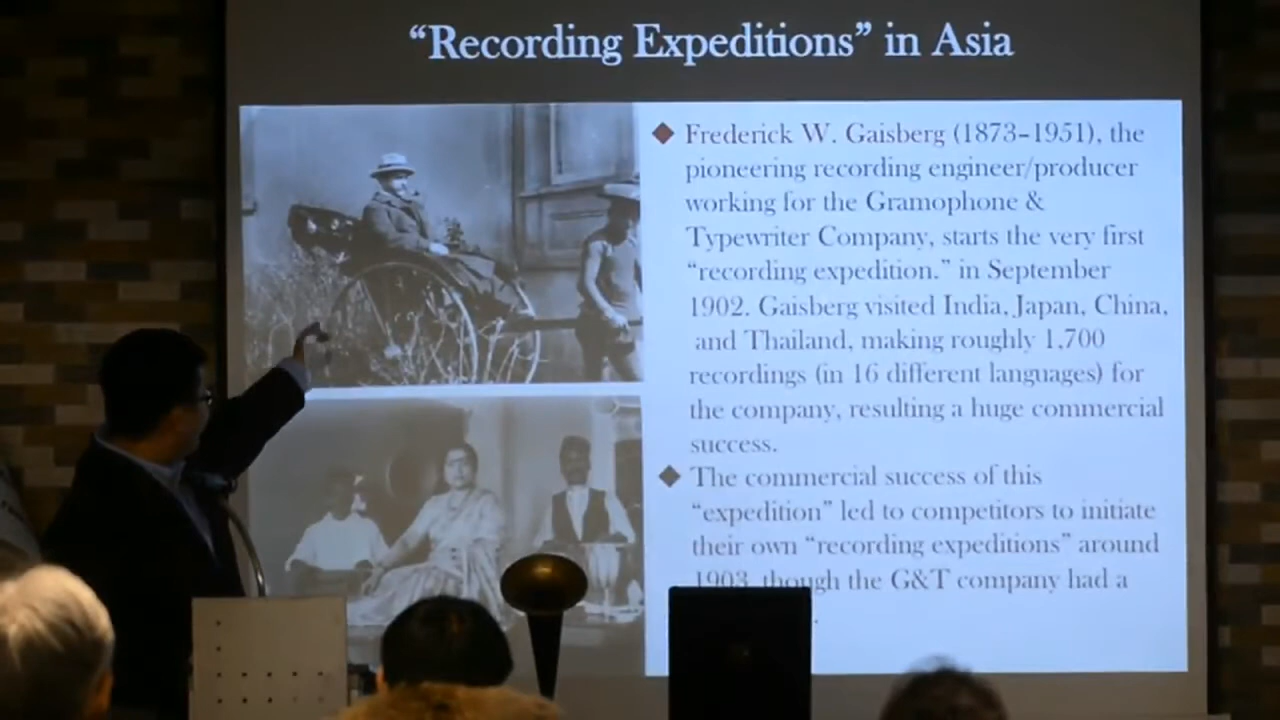 “Recording Expeditions” in Asia
Frederick W. Gaisberg (1873–1951), the
pioneering recording engineer/producer
working for the Gramophone &
Typewriter Company, starts the very first
“recording expedition.” in September
1902. Gaisberg visited India, Japan, China,
and Thailand, making roughly 1,700
recordings (in 16 different languages) for
the company, resulting a huge commercial
success.
The commercial success of this
“expedition” led to competitors to initiate
their own “recording expeditions” around
1903, though the G&T company had a